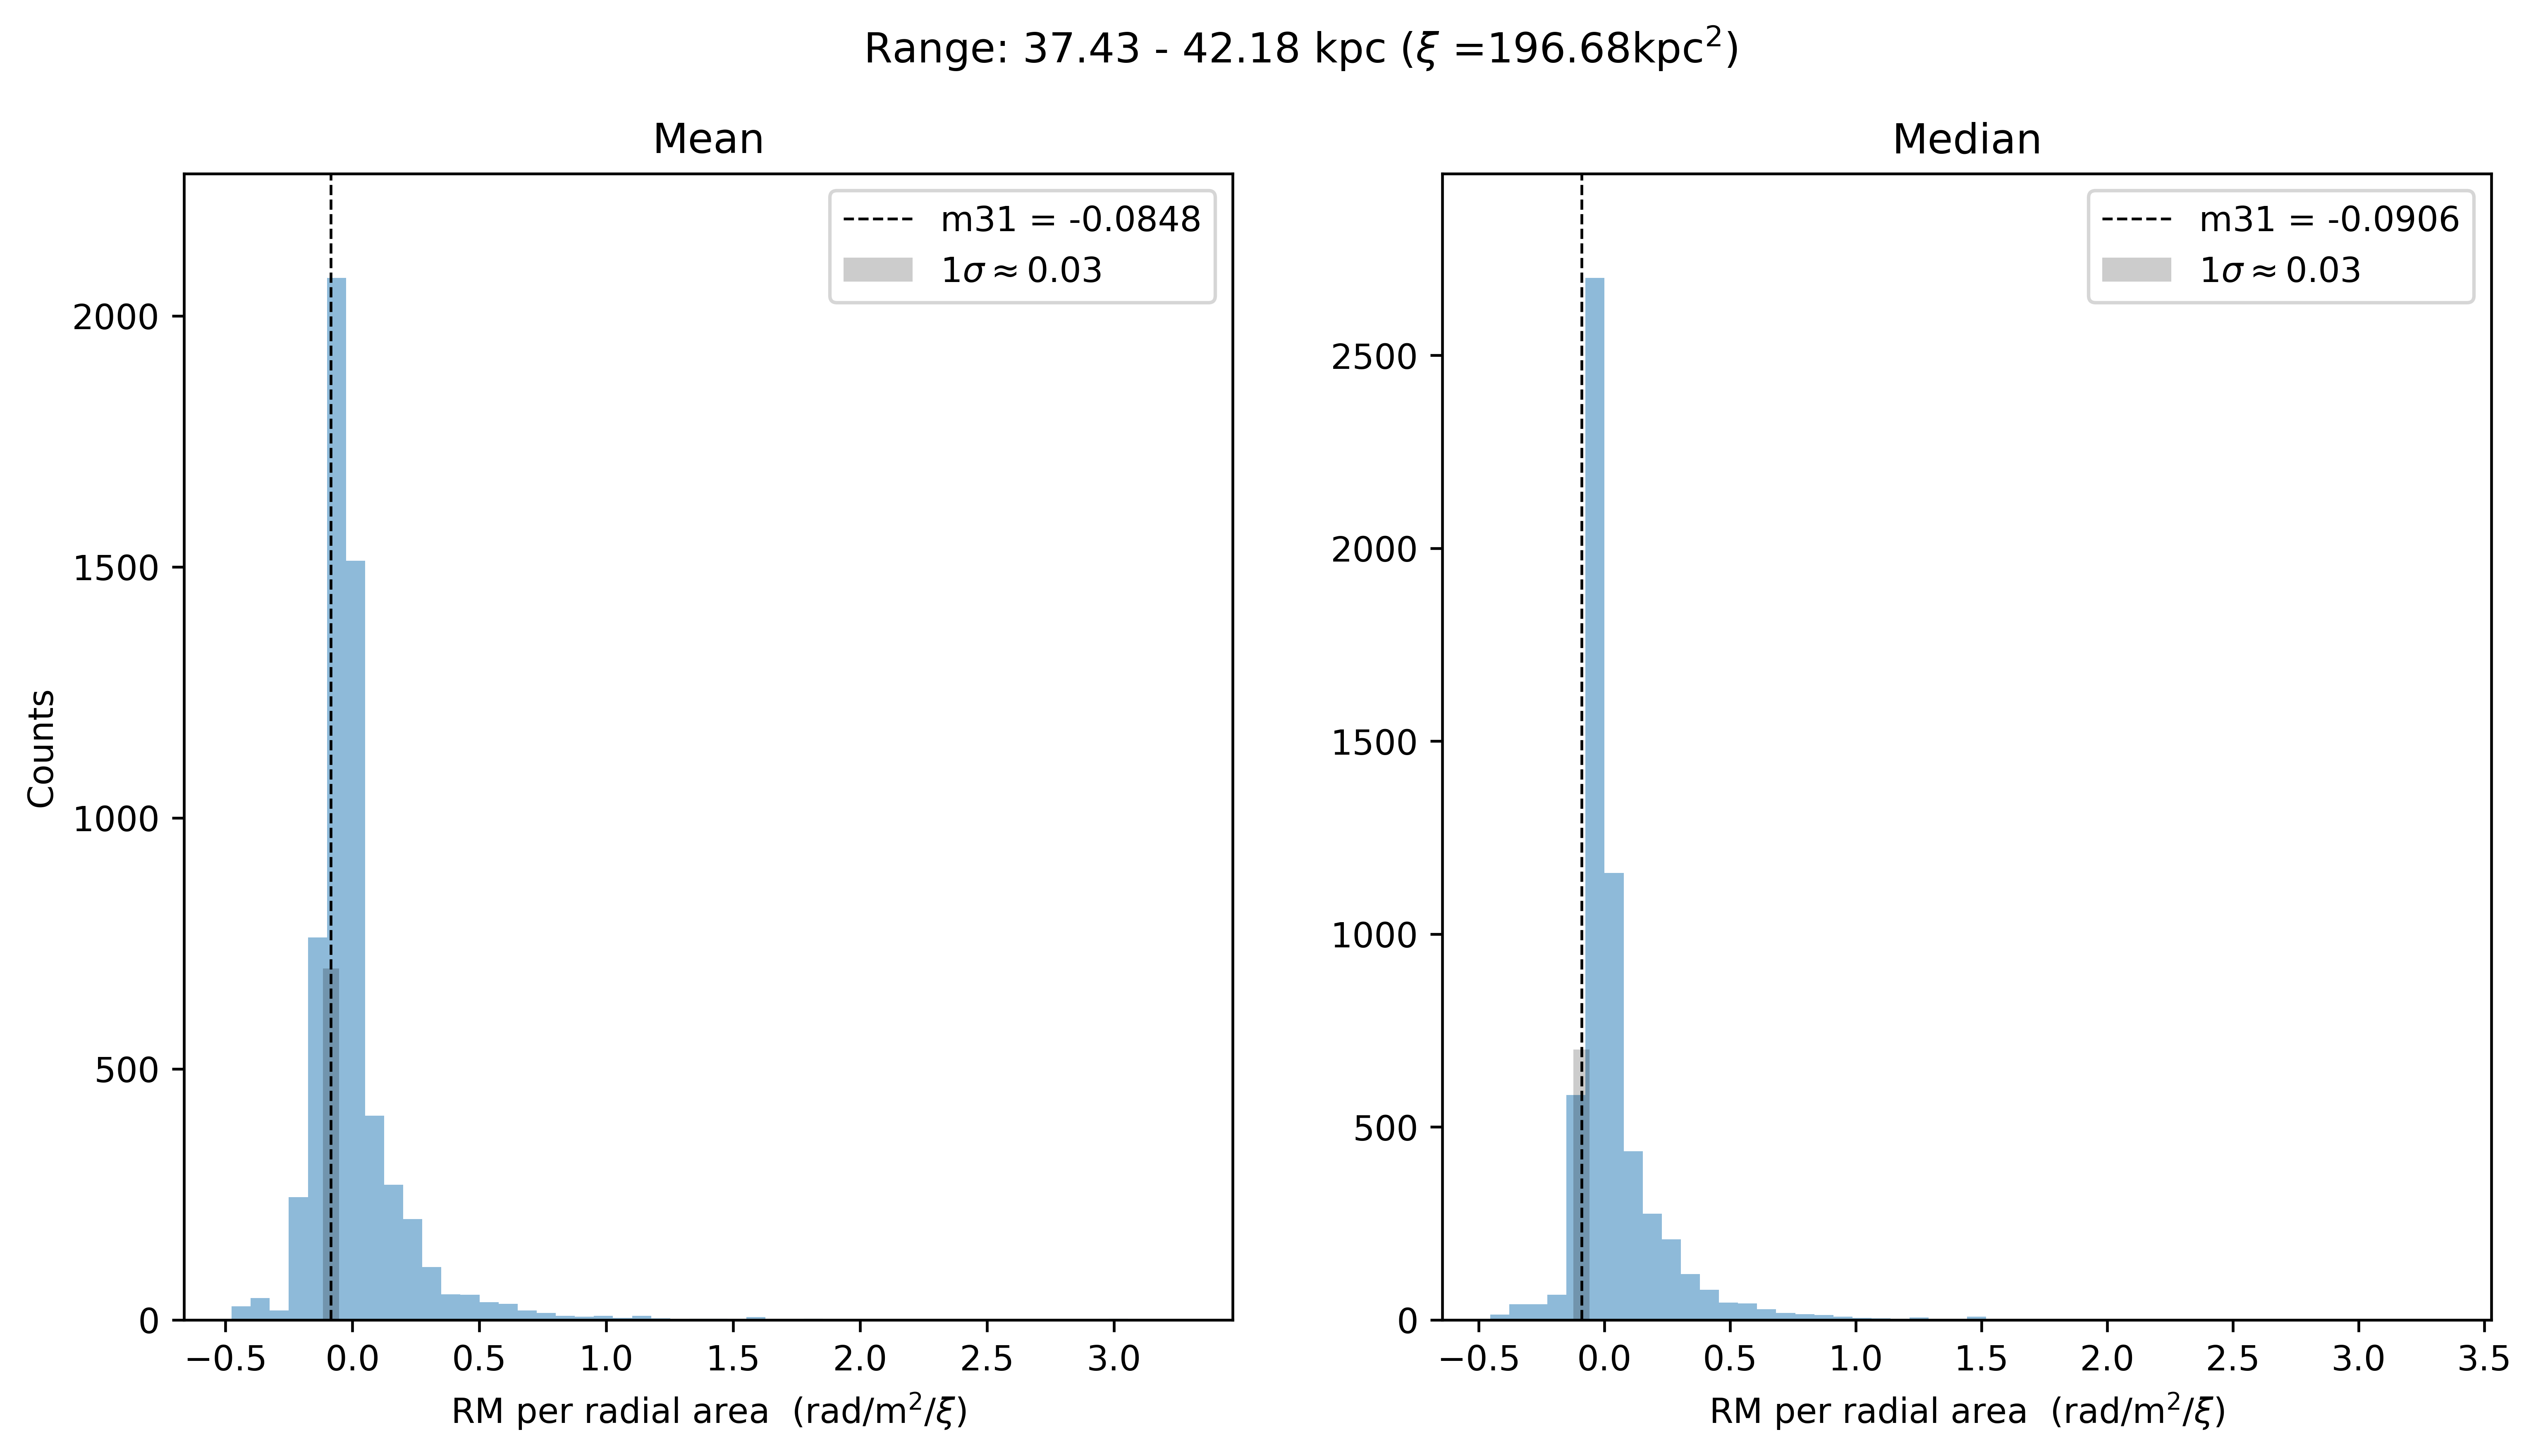 Range: 37.43 - 42.18 kpc (ξ =196.68kpc²)
Mean
m31 = -0.0848
1σ ≈ 0.03
2000
1500
1000
500
0
Counts
−0.5 0.0 0.5 1.0 1.5 2.0 2.5 3.0
RM per radial area (rad/m²/ξ)
Median
m31 = -0.0906
1σ ≈ 0.03
2500
2000
1500
1000
500
0
−0.5 0.0 0.5 1.0 1.5 2.0 2.5 3.0 3.5
RM per radial area (rad/m²/ξ)